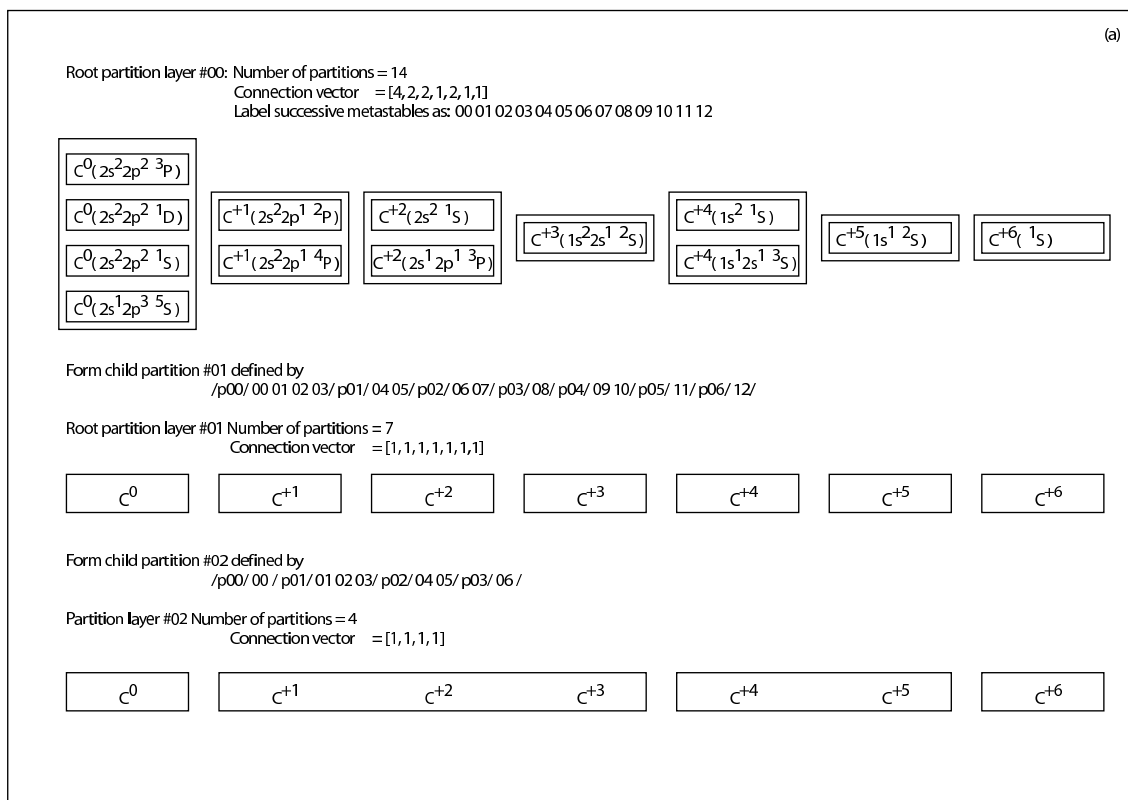 (a)
Root partition layer #00: Number of partitions = 14
Connection vector = [4, 2, 2, 1, 2, 1, 1]
Label successive metastables as: 00 01 02 03 04 05 06 07 08 09 10 11 12
C⁰(2s²2p² ³P)
C⁰(2s²2p² ¹D)
C⁰(2s²2p² ¹S)
C⁰(2s¹2p³ ⁵S)
C⁺¹(2s²2p¹ ²P)
C⁺¹(2s²2p¹ ⁴P)
C⁺²(2s² ¹S)
C⁺²(2s¹2p¹ ³P)
C⁺³(1s²2s¹ ²S)
C⁺⁴(1s² ¹S)
C⁺⁴(1s¹2s¹ ³S)
C⁺⁵(1s¹ ²S)
C⁺⁶( ¹S)
Form child partition #01 defined by
/p00/ 00 01 02 03/ p01/ 04 05/ p02/ 06 07/ p03/ 08/ p04/ 09 10/ p05/ 11/ p06/ 12/
Root partition layer #01 Number of partitions = 7
Connection vector = [1, 1, 1, 1, 1, 1, 1]
C⁰ C⁺¹ C⁺² C⁺³ C⁺⁴ C⁺⁵ C⁺⁶
Form child partition #02 defined by
/p00/ 00 / p01/ 01 02 03/ p02/ 04 05/ p03/ 06 /
Partition layer #02 Number of partitions = 4
Connection vector = [1, 1, 1, 1]
C⁰ C⁺¹ C⁺² C⁺³ C⁺⁴ C⁺⁵ C⁺⁶